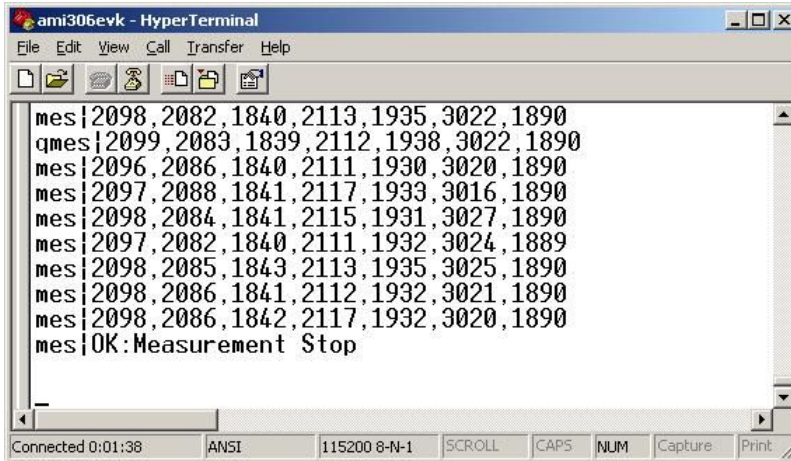 ami306evk - HyperTerminal
File Edit View Call Transfer Help
mes|2098,2082,1840,2113,1935,3022,1890
qmes|2099,2083,1839,2112,1938,3022,1890
mes|2096,2086,1840,2111,1930,3020,1890
mes|2097,2088,1841,2117,1933,3016,1890
mes|2098,2084,1841,2115,1931,3027,1890
mes|2097,2082,1840,2111,1932,3024,1889
mes|2098,2085,1843,2113,1935,3025,1890
mes|2098,2086,1841,2112,1932,3021,1890
mes|2098,2086,1842,2117,1932,3020,1890
mes|OK:Measurement Stop
Connected 0:01:38 ANSI 115200 8-N-1 SCROLL CAPS NUM Capture Print